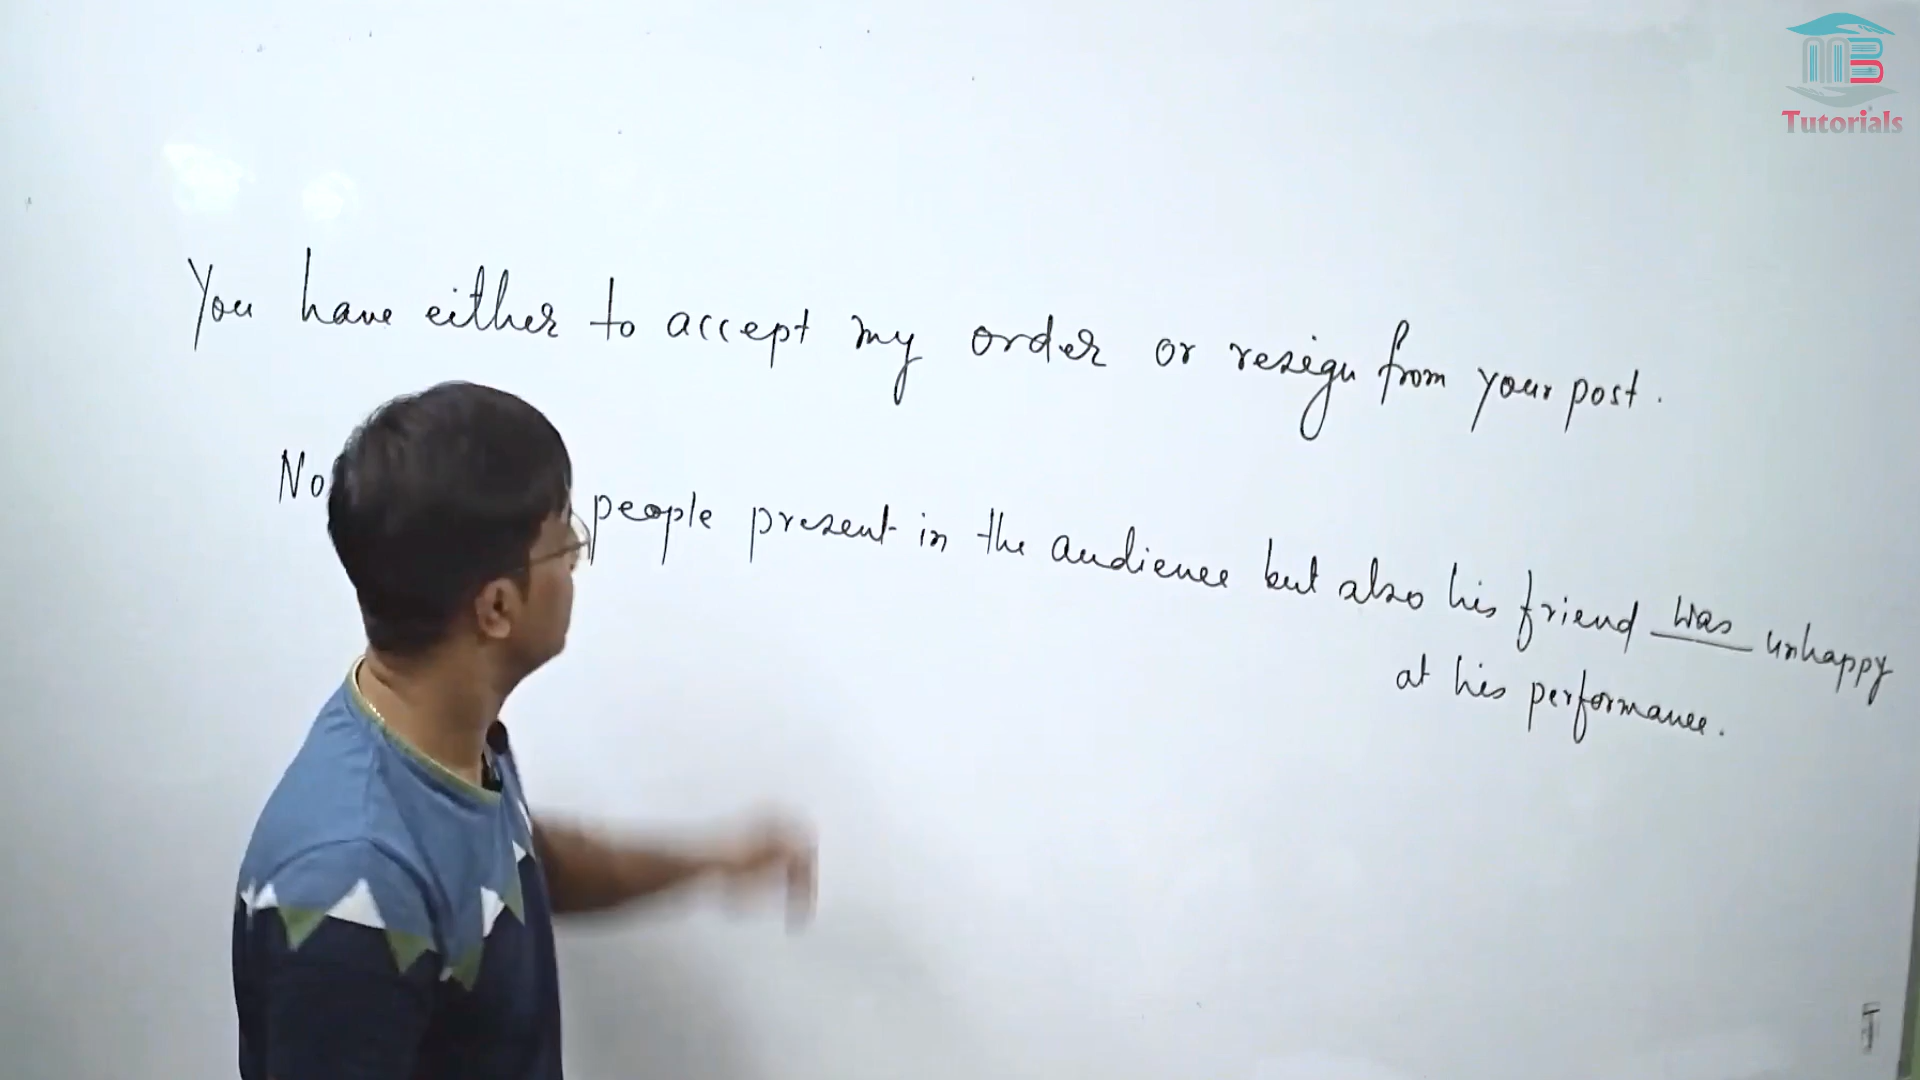 MB
Tutorials
You have either to accept my order or resign from your post.
No people present in the audience but also his friend was unhappy
at his performance.